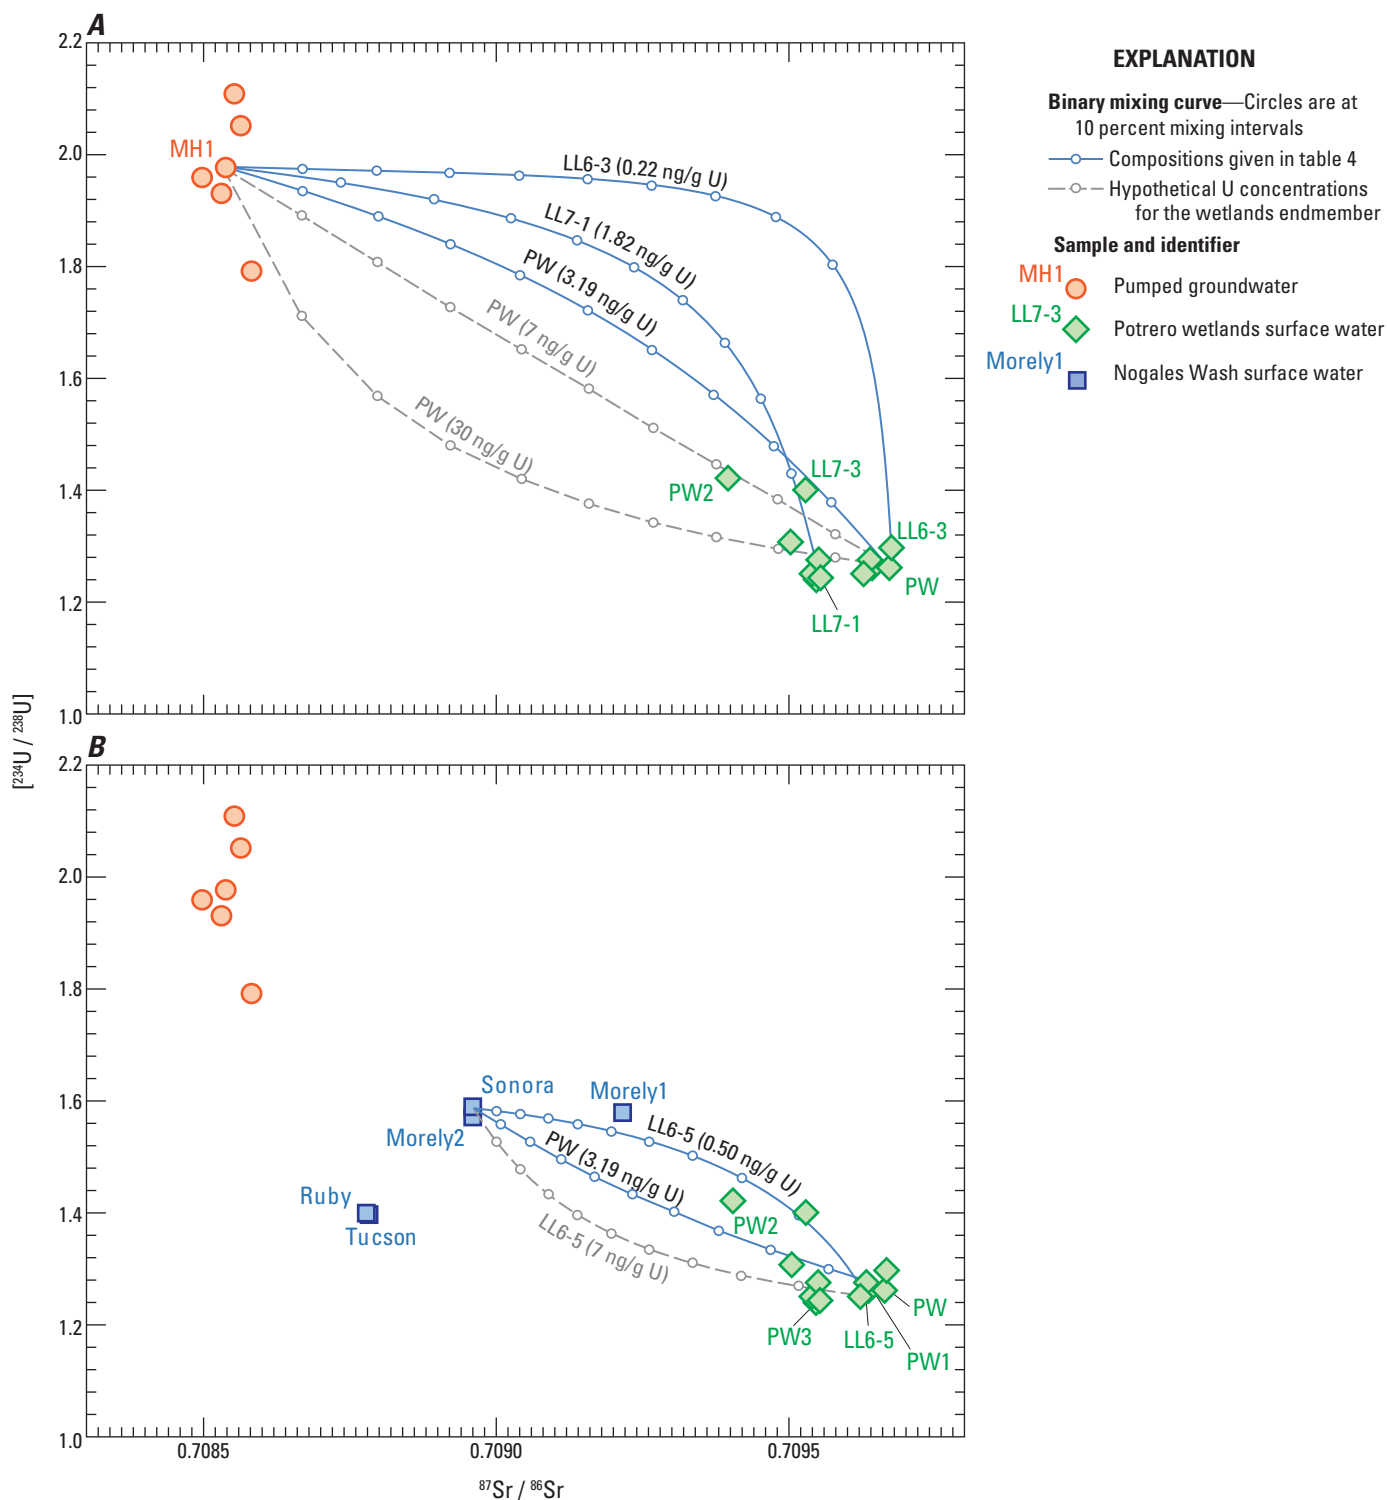 A
2.2
2.0
1.8
1.6
1.4
1.2
1.0
MH1
LL6-3 (0.22 ng/g U)
LL7-1 (1.82 ng/g U)
PW (3.19 ng/g U)
PW (7 ng/g U)
PW (30 ng/g U)
PW2
LL7-3
LL6-3
PW
LL7-1
EXPLANATION
Binary mixing curve—Circles are at
10 percent mixing intervals
Compositions given in table 4
Hypothetical U concentrations
for the wetlands endmember
Sample and identifier
MH1
Pumped groundwater
LL7-3
Potrero wetlands surface water
Morely1
Nogales Wash surface water
[²³⁴U / ²³⁸U]
B
2.2
2.0
1.8
1.6
1.4
1.2
1.0
Sonora
Morely1
Morely2
LL6-5 (0.50 ng/g U)
PW (3.19 ng/g U)
LL6-5 (7 ng/g U)
Ruby
Tucson
PW2
PW3
LL6-5
PW
PW1
0.7085
0.7090
0.7095
⁸⁷Sr / ⁸⁶Sr